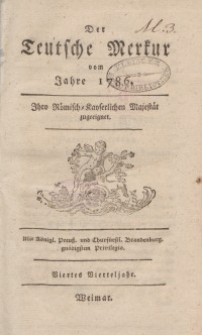 M.3.
Der
Teutsche Merkur
vom
Jahre 1786.
Ihro Römisch-Kayserlichen Majestät
zugeeignet.
Mit Königl. Preuß. und Churfürstl. Brandenburg.
gnädigstem Privilegio.
Viertes Vierteljahr.
Weimar.